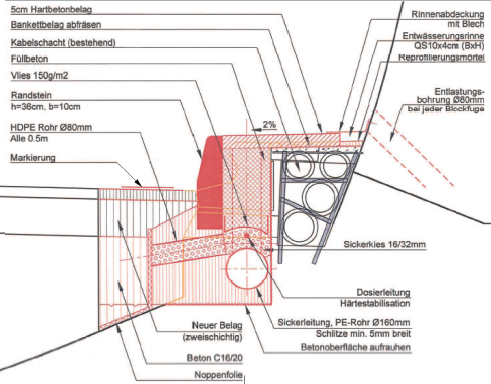 5cm Hartbetonbelag
Bankettbelag abfräsen
Kabelschacht (bestehend)
Füllbeton
Vlies 150g/m2
Randstein
h=36cm, b=10cm
HDPE Rohr Ø80mm
Alle 0.5m
Markierung
2%
Rinnenabdeckung
mit Blech
Entwässerungsrinne
QS10x4cm (BxH)
Reprofilierungsmörtel
Entlastungs-
bohrung Ø80mm
bei jeder Blockfuge
Sickerkies 16/32mm
Dosierleitung
Härtestabilisation
Sickerleitung, PE-Rohr Ø160mm
Schlitze min. 5mm breit
Betonoberfläche aufrauhen
Neuer Belag
(zweischichtig)
Beton C16/20
Noppenfolie